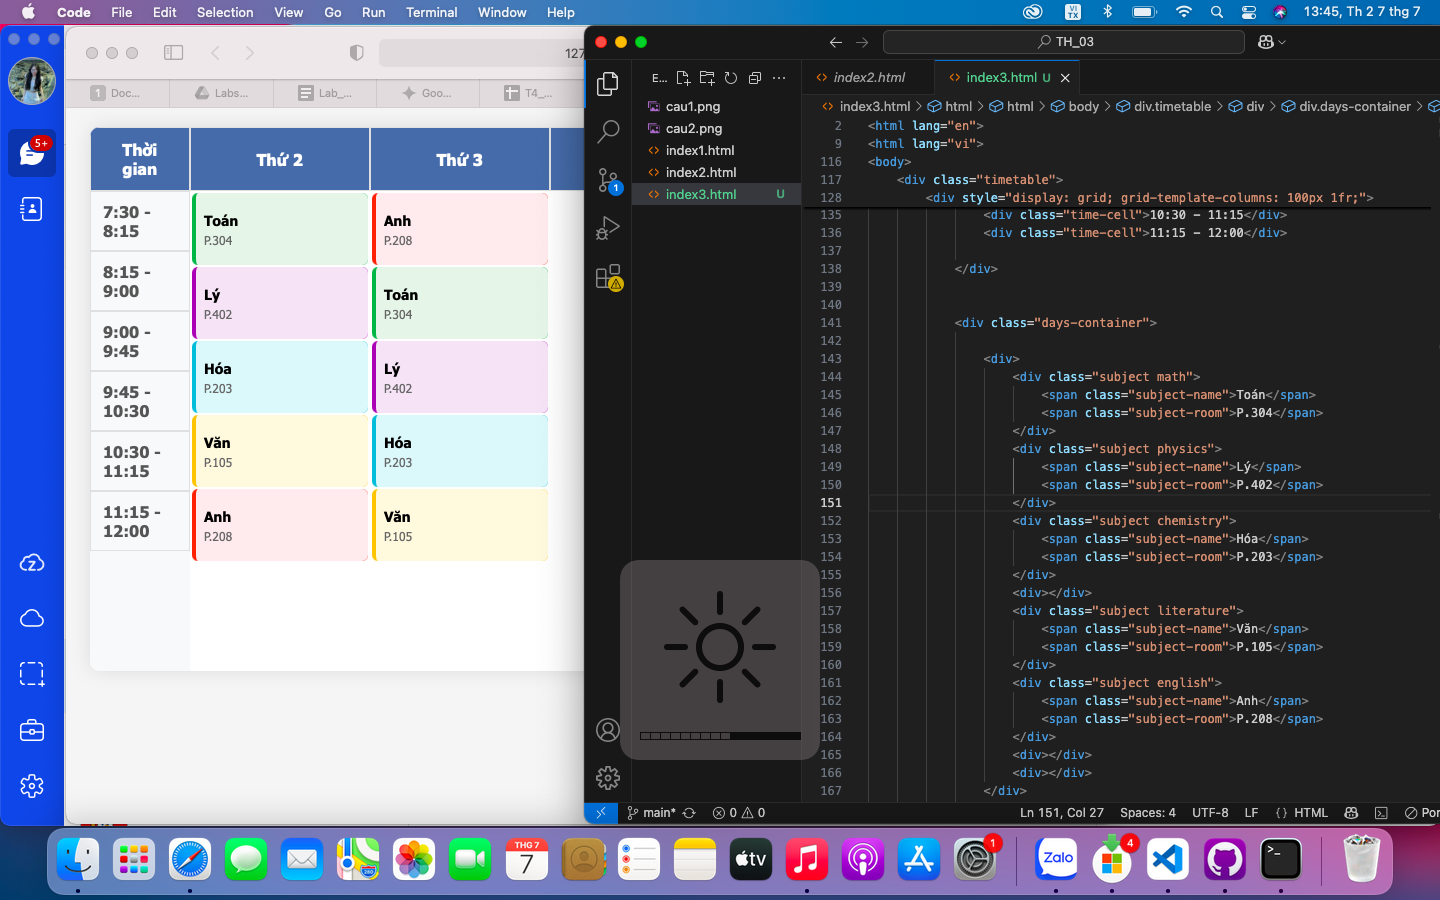 Code File Edit Selection View Go Run Terminal Window Help
VI
TX
13:45, Th 2 7 thg 7
5+
127
1 Doc...
Labs...
Lab_...
Goo...
T4_...
Thời gian
Thứ 2
Thứ 3
7:30 -
8:15
8:15 -
9:00
9:00 -
9:45
9:45 -
10:30
10:30 -
11:15
11:15 -
12:00
Toán
P.304
Lý
P.402
Hóa
P.203
Văn
P.105
Anh
P.208
Anh
P.208
Toán
P.304
Lý
P.402
Hóa
P.203
Văn
P.105
TH_03
E...
cau1.png
cau2.png
index1.html
index2.html
index3.html U
1
index2.html
index3.html U
index3.html > html > html > body > div.timetable > div > div.days-container >
2 <html lang="en">
9 <html lang="vi">
116 <body>
117 <div class="timetable">
128 <div style="display: grid; grid-template-columns: 100px 1fr;">
135 <div class="time-cell">10:30 - 11:15</div>
136 <div class="time-cell">11:15 - 12:00</div>
137
138 </div>
139
140
141 <div class="days-container">
142
143 <div>
144 <div class="subject math">
145 <span class="subject-name">Toán</span>
146 <span class="subject-room">P.304</span>
147 </div>
148 <div class="subject physics">
149 <span class="subject-name">Lý</span>
150 <span class="subject-room">P.402</span>
151 </div>
152 <div class="subject chemistry">
153 <span class="subject-name">Hóa</span>
154 <span class="subject-room">P.203</span>
155 </div>
156 <div></div>
157 <div class="subject literature">
158 <span class="subject-name">Văn</span>
159 <span class="subject-room">P.105</span>
160 </div>
161 <div class="subject english">
162 <span class="subject-name">Anh</span>
163 <span class="subject-room">P.208</span>
164 </div>
165 <div></div>
166 <div></div>
167 </div>
main* 0 0
Ln 151, Col 27 Spaces: 4 UTF-8 LF {} HTML Por
THG 7
7
280
tv
1
Zalo
4
>_